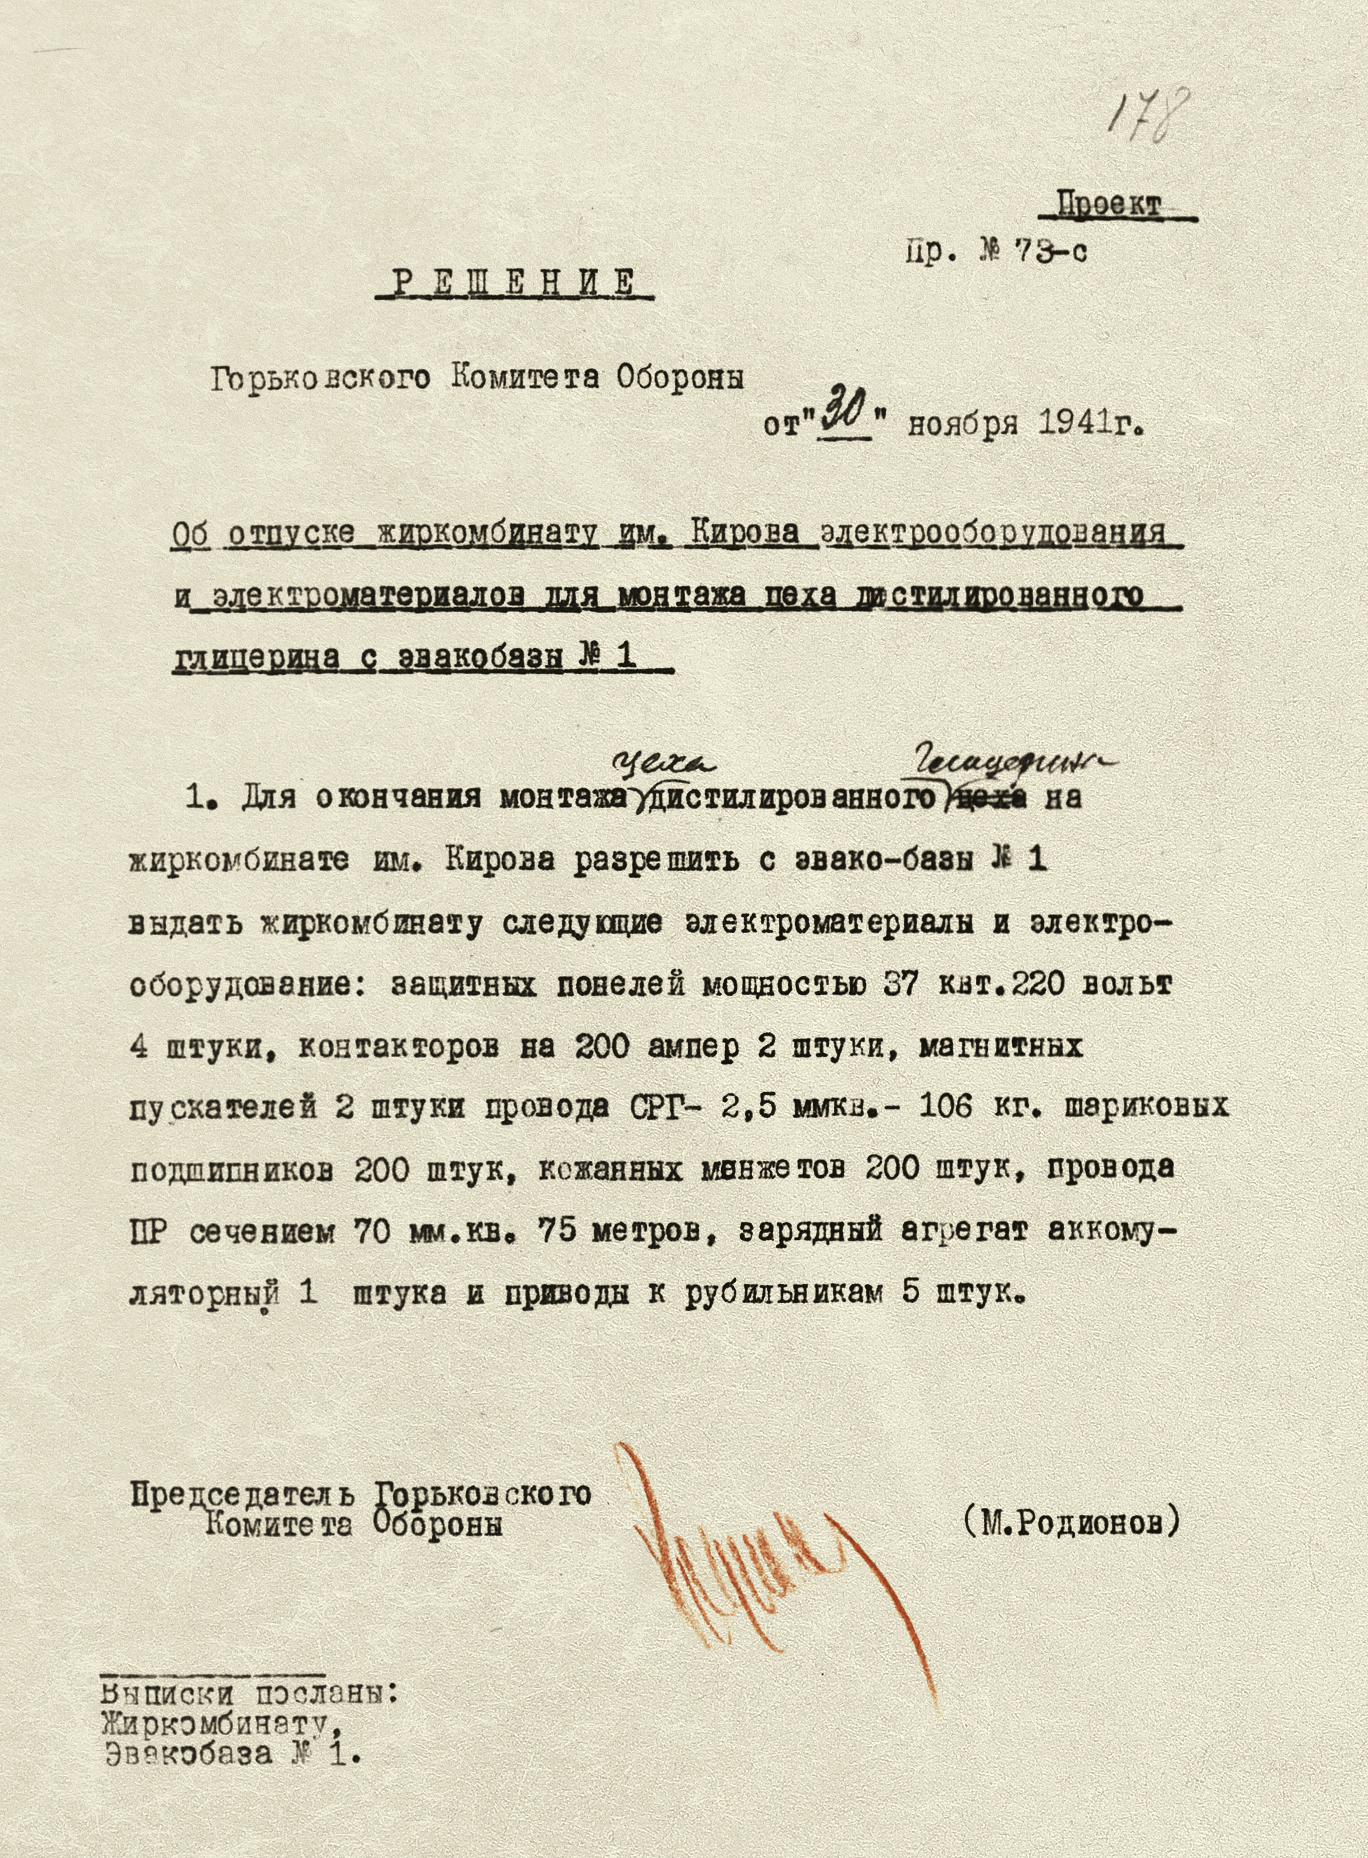 178
Проект
Пр. № 73-с
РЕШЕНИЕ
Горьковского Комитета Обороны
от"30" ноября 1941г.
Об отпуске жиркомбинату им. Кирова электрооборудования
и электроматериалов для монтажа цеха дистилированного
глицерина с эвакобазы № 1
цеха глицерина
1. Для окончания монтажа дистилированного цеха на
жиркомбинате им. Кирова разрешить с эвако-базы № 1
выдать жиркомбинату следующие электроматериалы и электро-
оборудование: защитных понелей мощностью 37 квт.220 вольт
4 штуки, контакторов на 200 ампер 2 штуки, магнитных
пускателей 2 штуки провода СРГ- 2,5 ммкв.- 106 кг. шариковых
подшипников 200 штук, кожанных манжетов 200 штук, провода
ПР сечением 70 мм.кв. 75 метров, зарядный агрегат аккому-
ляторный 1 штука и приводы к рубильникам 5 штук.
Председатель Горьковского
Комитета Обороны
(М.Родионов)
Выписки посланы:
Жиркомбинату,
Эвакобаза № 1.